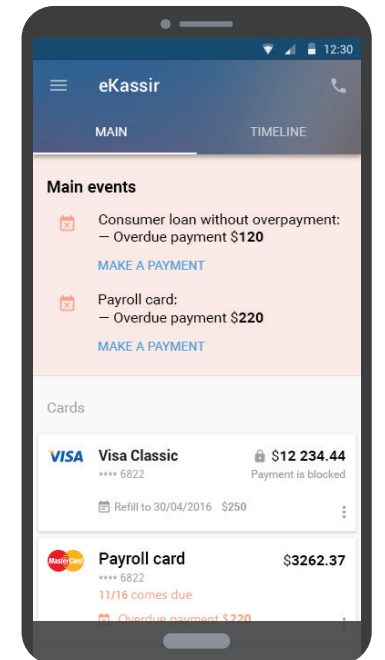 12:30
eKassir
MAIN TIMELINE
Main events
Consumer loan without overpayment:
— Overdue payment $120
MAKE A PAYMENT
Payroll card:
— Overdue payment $220
MAKE A PAYMENT
Cards
VISA Visa Classic $12 234.44
**** 6822 Payment is blocked
Refill to 30/04/2016 $250
MasterCard Payroll card $3262.37
**** 6822
11/16 comes due
Overdue payment $220